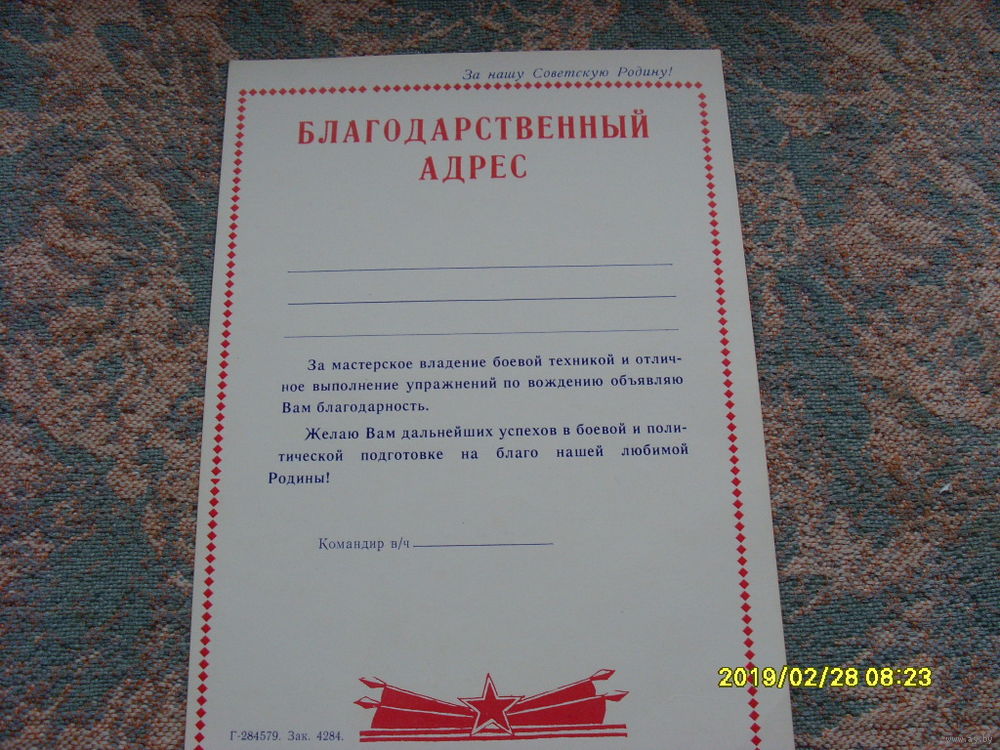 За нашу Советскую Родину!
БЛАГОДАРСТВЕННЫЙ
АДРЕС
За мастерское владение боевой техникой и отлич-
ное выполнение упражнений по вождению объявляю
Вам благодарность.
Желаю Вам дальнейших успехов в боевой и поли-
тической подготовке на благо нашей любимой
Родины!
Командир в/ч
Г-284579. Зак. 4284.
2019/02/28 08:23